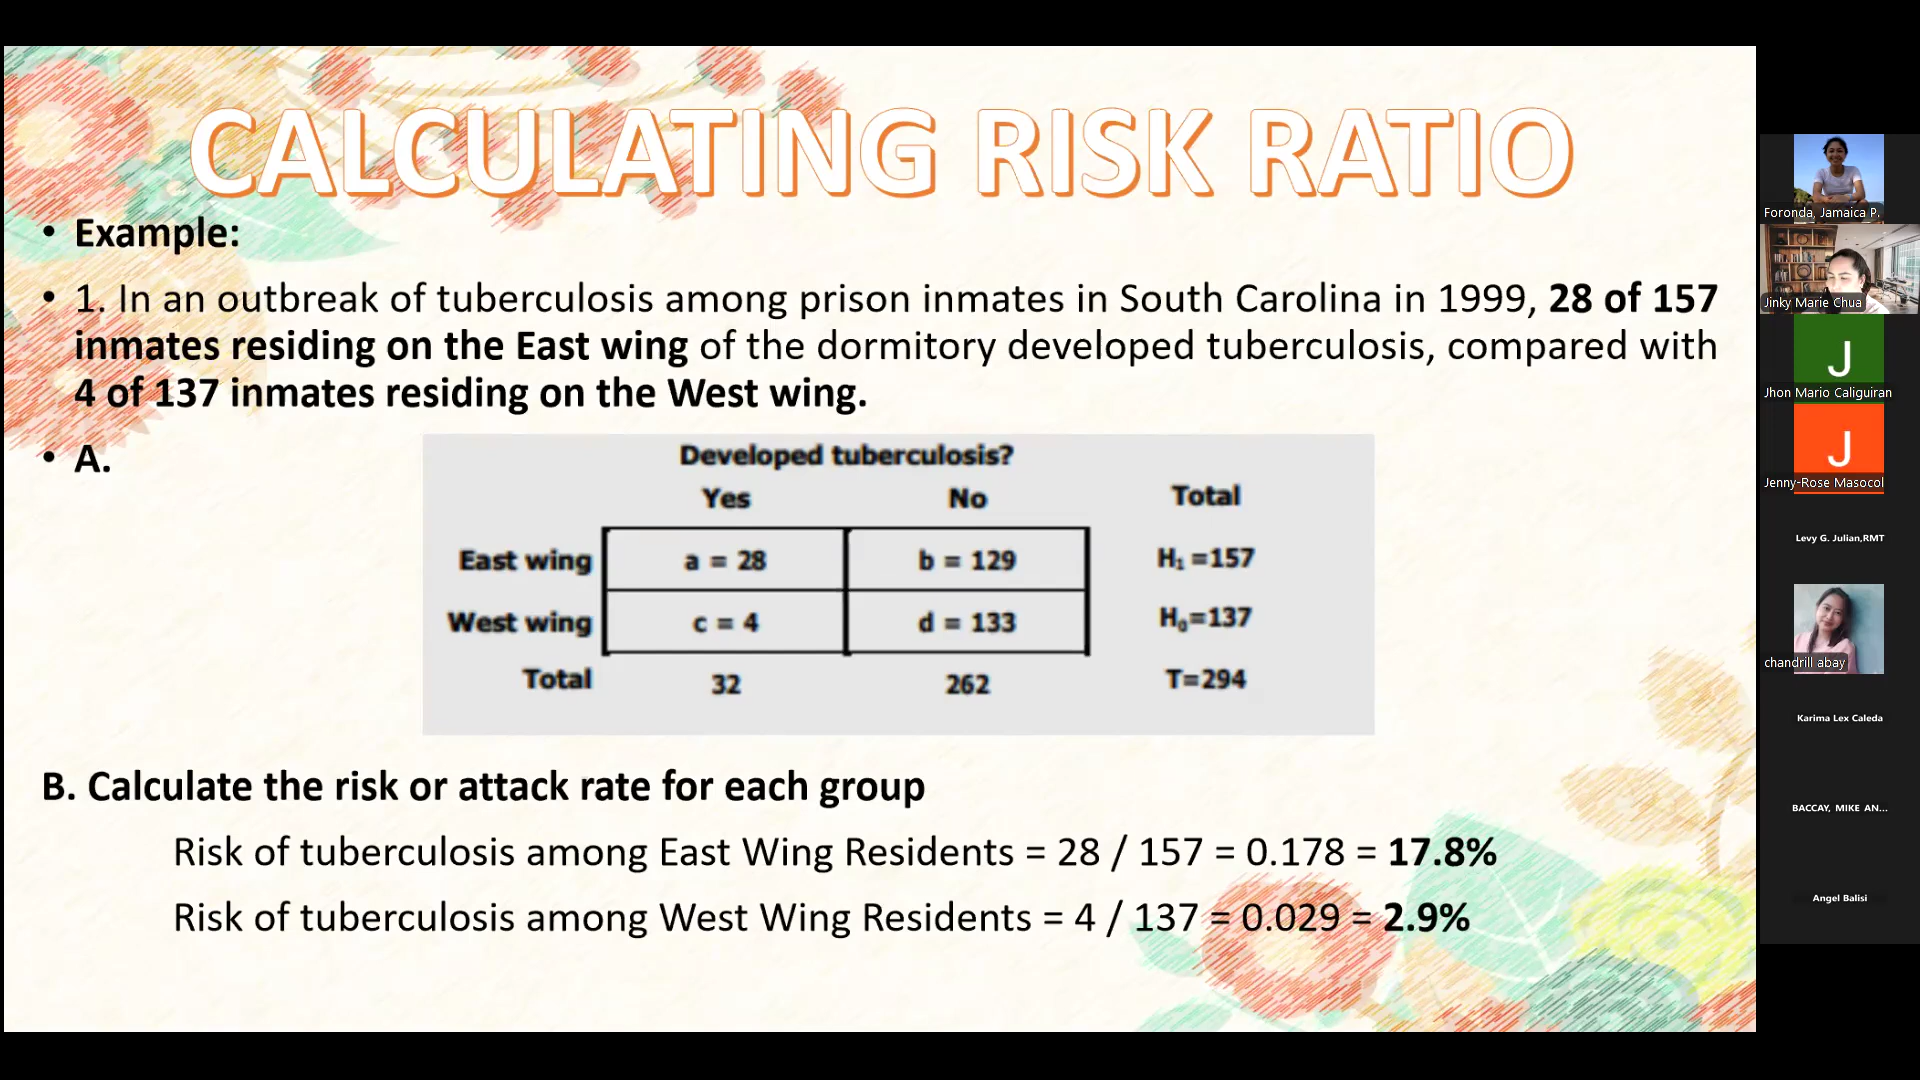 CALCULATING RISK RATIO
• Example:
• 1. In an outbreak of tuberculosis among prison inmates in South Carolina in 1999, 28 of 157
inmates residing on the East wing of the dormitory developed tuberculosis, compared with
4 of 137 inmates residing on the West wing.
• A.
Developed tuberculosis?
Yes No Total
East wing a = 28 b = 129 H₁ =157
West wing c = 4 d = 133 H₀=137
Total 32 262 T=294
B. Calculate the risk or attack rate for each group
Risk of tuberculosis among East Wing Residents = 28 / 157 = 0.178 = 17.8%
Risk of tuberculosis among West Wing Residents = 4 / 137 = 0.029 = 2.9%
Foronda, Jamaica P.
Jinky Marie Chua
J
Jhon Mario Caliguiran
J
Jenny-Rose Masocol
Levy G. Julian,RMT
chandrill abay
Karima Lex Caleda
BACCAY, MIKE AN...
Angel Balisi